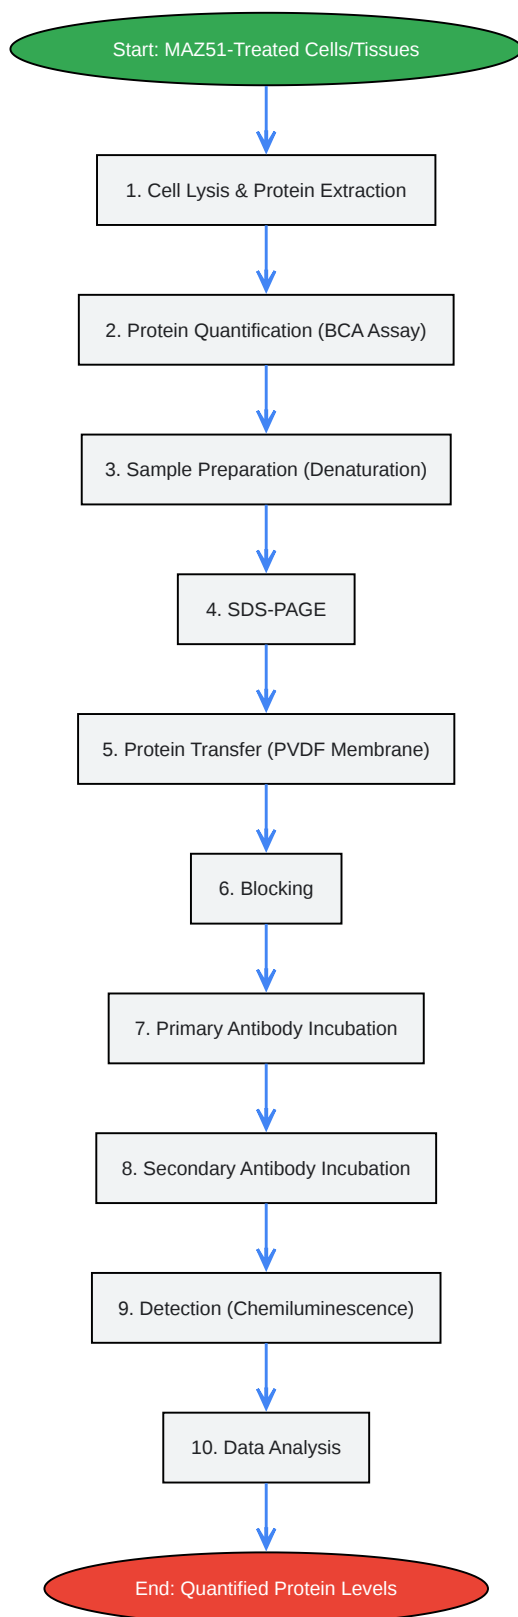 Start: MAZ51-Treated Cells/Tissues
1. Cell Lysis & Protein Extraction
2. Protein Quantification (BCA Assay)
3. Sample Preparation (Denaturation)
4. SDS-PAGE
5. Protein Transfer (PVDF Membrane)
6. Blocking
7. Primary Antibody Incubation
8. Secondary Antibody Incubation
9. Detection (Chemiluminescence)
10. Data Analysis
End: Quantified Protein Levels